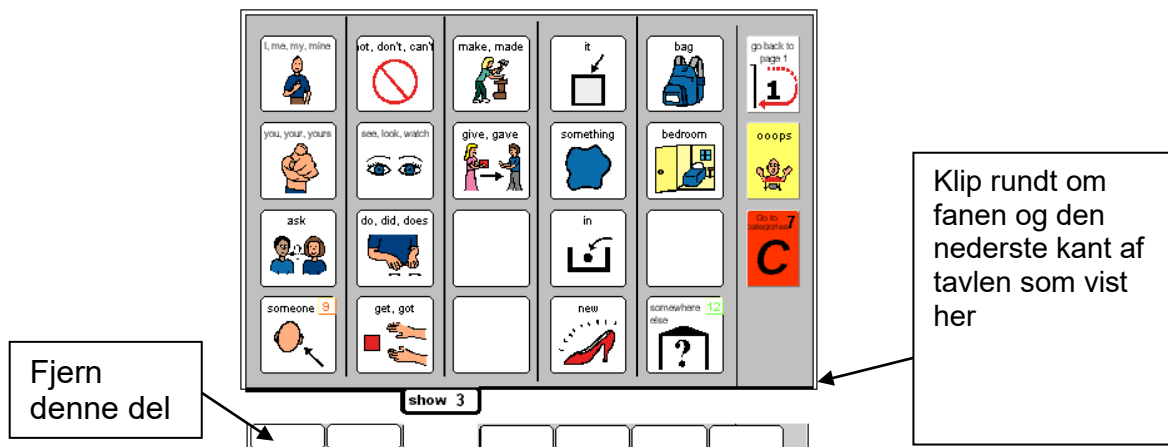 I, me, my, mine
not, don't, can't
make, made
it
bag
go back to
page 1
1
you, your, yours
see, look, watch
give, gave
something
bedroom
ooops
ask
do, did, does
in
Go to
categories 7
C
someone 9
get, got
new
somewhere 12
else
?
show 3
Fjern
denne del
Klip rundt om
fanen og den
nederste kant af
tavlen som vist
her